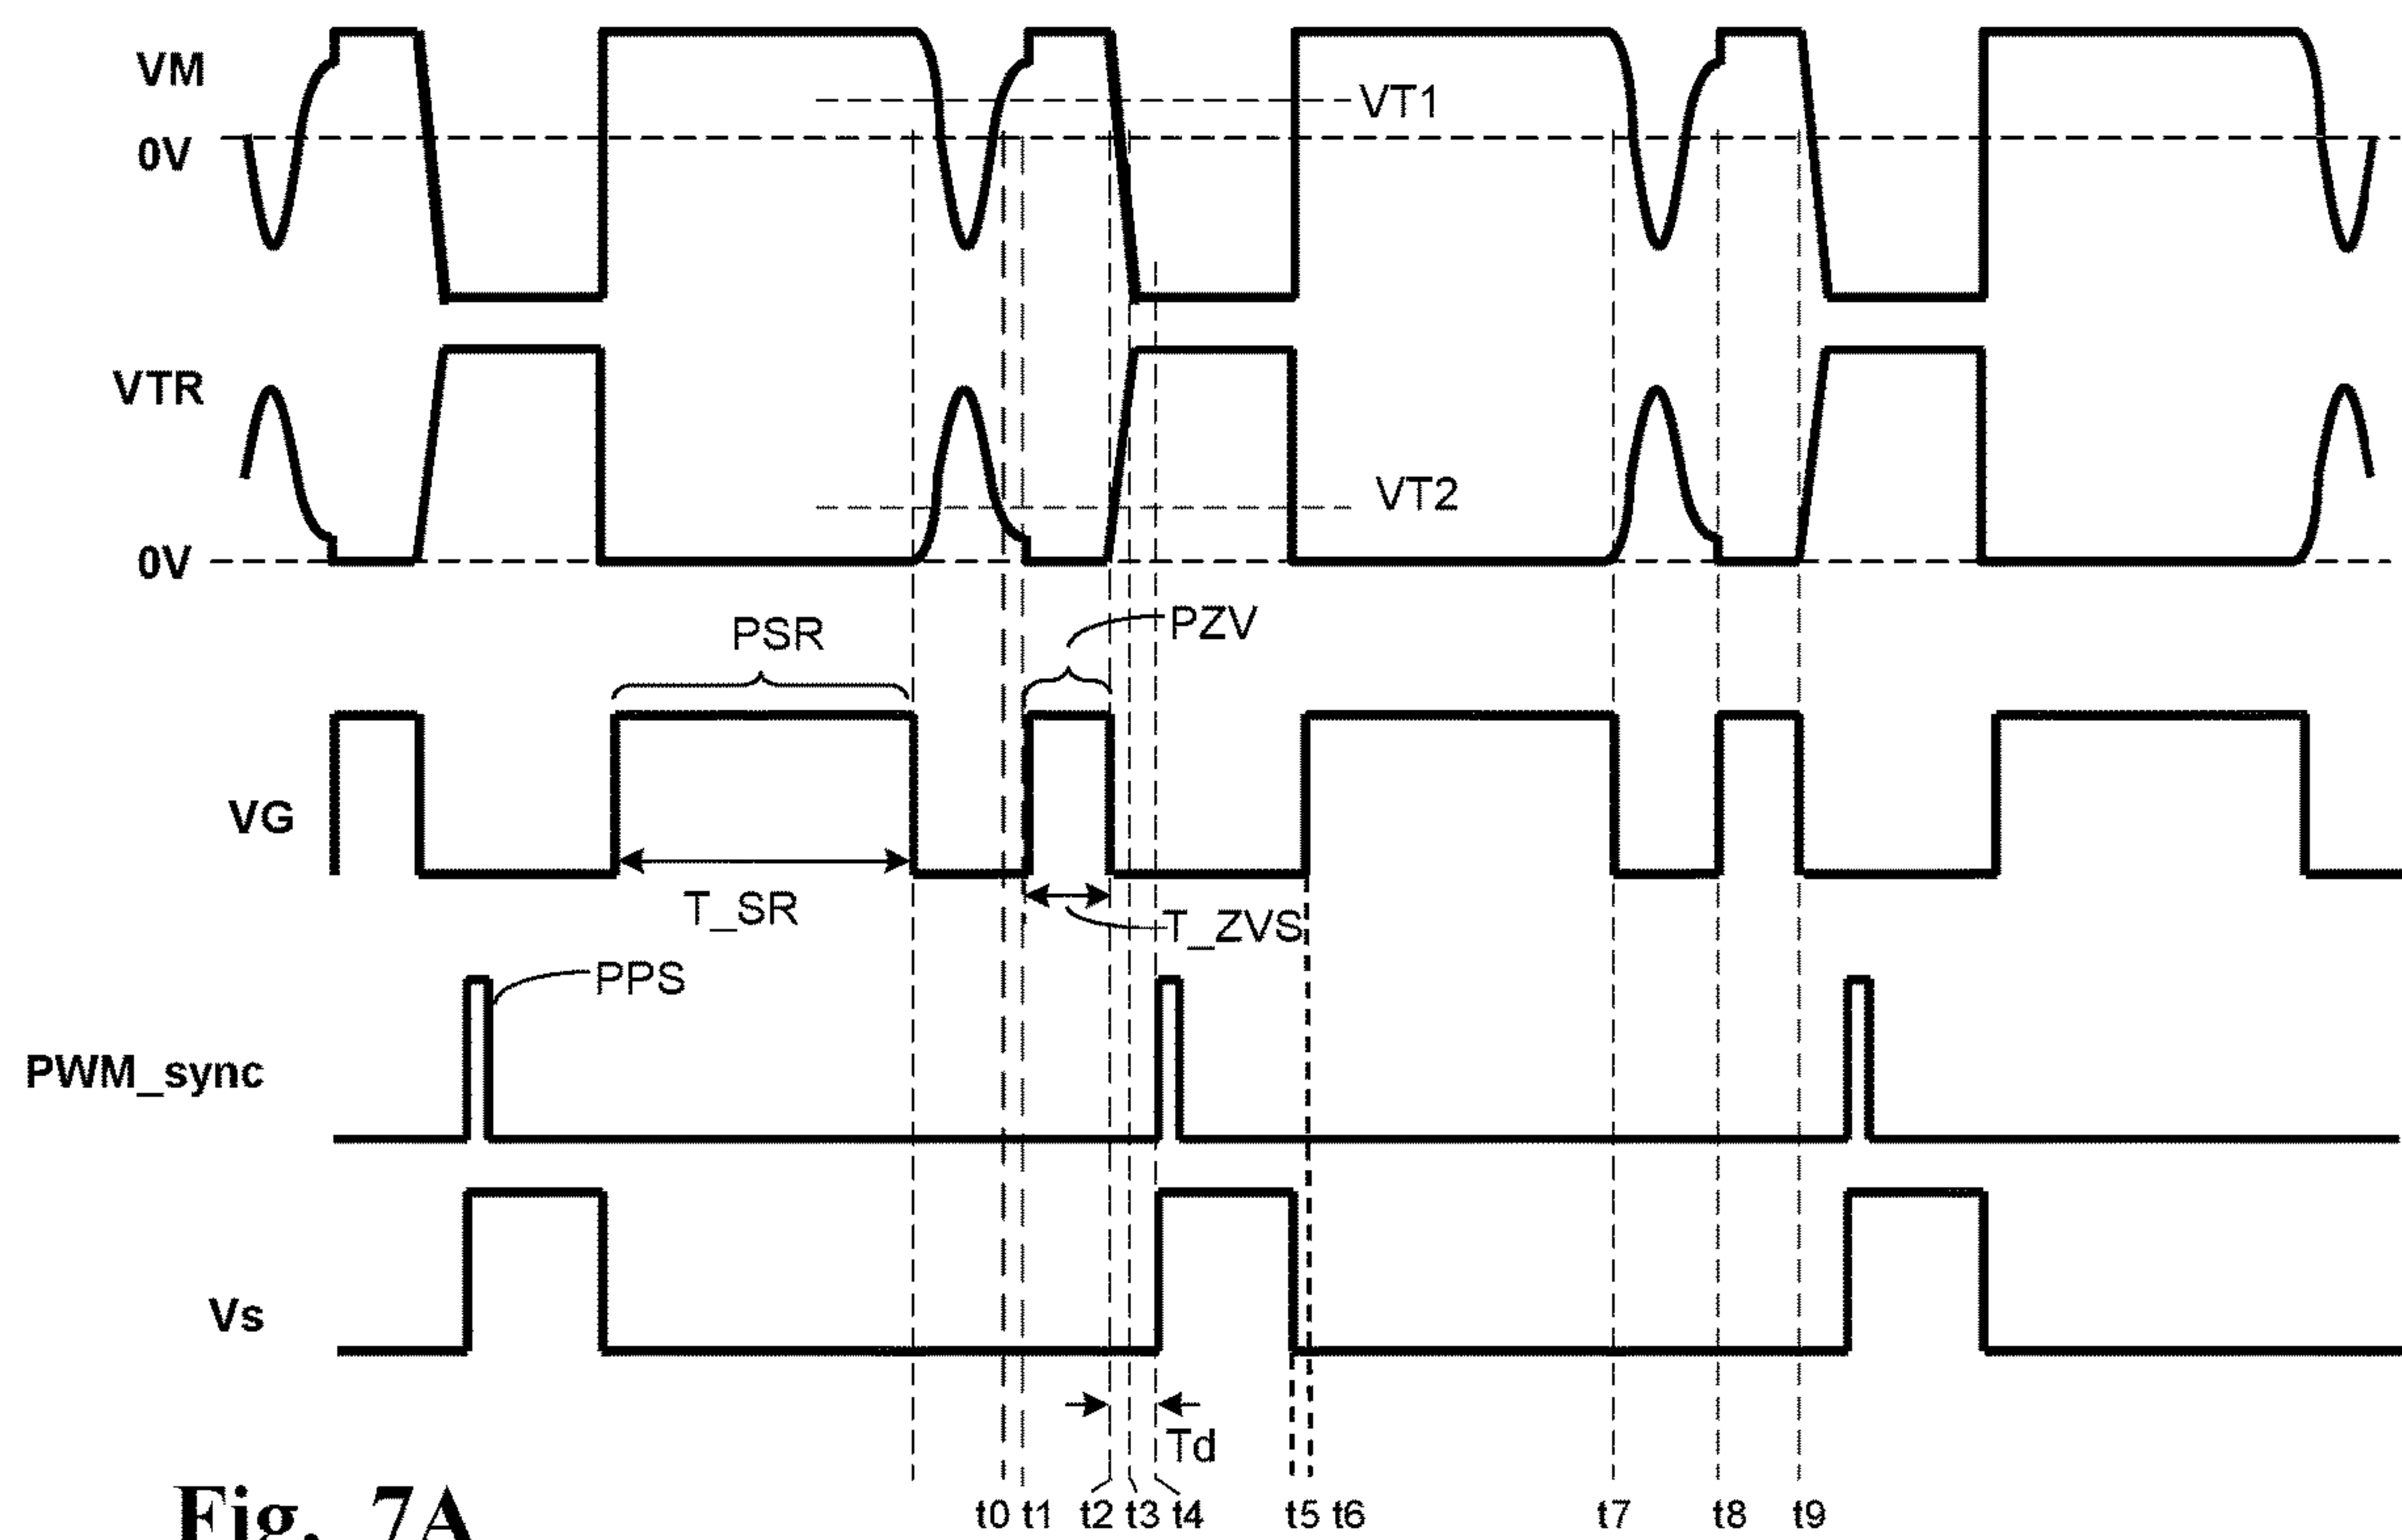 VM
VT1
0V
VTR
VT2
0V
PSR
PZV
VG
T_SR
T_ZVS
PPS
PWM_sync
Vs
Td
t0 t1 t2 t3 t4 t5 t6 t7 t8 t9
Fig. 7A